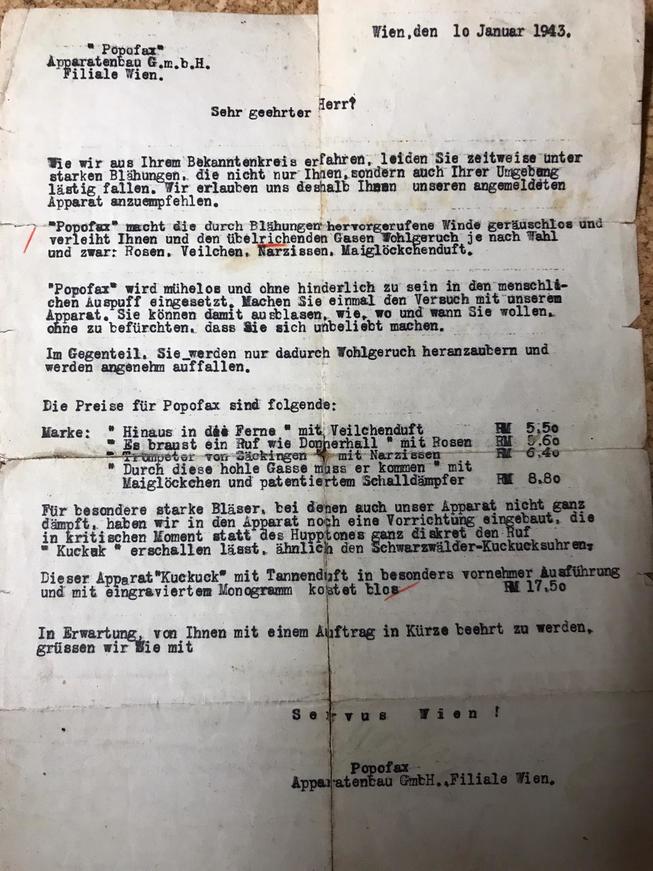 Wien,den 1o Januar 1943.
" Popofax"
Apparatenbau G.m.b.H.
Filiale Wien.
Sehr geehrter Herr!
Wie wir aus Ihrem Bekanntenkreis erfahren, leiden Sie zeitweise unter
starken Blähungen, die nicht nur Ihnen,sondern auch Ihrer Umgebung
lästig fallen. Wir erlauben uns deshalb Ihnen unseren angemeldeten
Apparat anzuempfehlen.
"Popofax" macht die durch Blähungen hervorgerufene Winde geräuschlos und
verleiht Ihnen und den übelrichenden Gasen Wohlgeruch je nach Wahl
und zwar: Rosen, Veilchen, Narzissen, Maiglöckchenduft.
"Popofax" wird mühelos und ohne hinderlich zu sein in den menschli-
chen Auspuff eingesetzt. Machen Sie einmal den Versuch mit unserem
Apparat. Sie können damit ausblasen, wie, wo und wann Sie wollen,
ohne zu befürchten, dass Sie sich unbeliebt machen.
Im Gegenteil, Sie werden nur dadurch Wohlgeruch heranzaubern und
werden angenehm auffallen.
Die Preise für Popofax sind folgende:
Marke: " Hinaus in die Ferne " mit Veilchenduft RM 5,5o
" Es braust ein Ruf wie Donnerhall " mit Rosen RM 5.6o
" Trompeter von Säckingen " mit Narzissen RM 6.4o
" Durch diese hohle Gasse muss er kommen " mit
Maiglöckchen und patentiertem Schalldämpfer RM 8.8o
Für besondere starke Bläser, bei denen auch unser Apparat nicht ganz
dämpft, haben wir in den Apparat noch eine Vorrichtung eingebaut, die
in kritischen Moment statt des Hupptones ganz diskret den Ruf
" Kuckuk " erschallen lässt, ähnlich den Schwarzwälder-Kuckucksuhren,
Dieser Apparat"Kuckuck" mit Tannenduft in besonders vornehmer Ausführung
und mit eingraviertem Monogramm kostet blos RM 17,5o
In Erwartung, von Ihnen mit einem Auftrag in Kürze beehrt zu werden,
grüssen wir Sie mit
Servus Wien !
Popofax
Apparatenbau GmbH.,Filiale Wien.